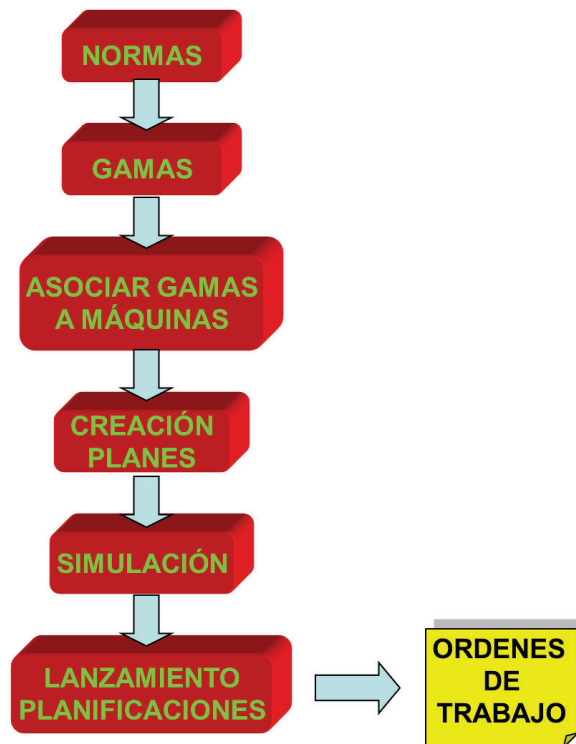 NORMAS
GAMAS
ASOCIAR GAMAS
A MÁQUINAS
CREACIÓN
PLANES
SIMULACIÓN
LANZAMIENTO
PLANIFICACIONES
ORDENES
DE
TRABAJO